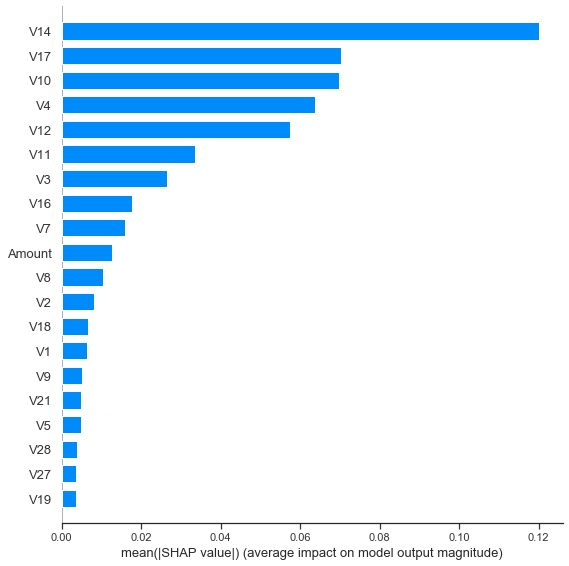 V14
V17
V10
V4
V12
V11
V3
V16
V7
Amount
V8
V2
V18
V1
V9
V21
V5
V28
V27
V19
0.00 0.02 0.04 0.06 0.08 0.10 0.12
mean(|SHAP value|) (average impact on model output magnitude)